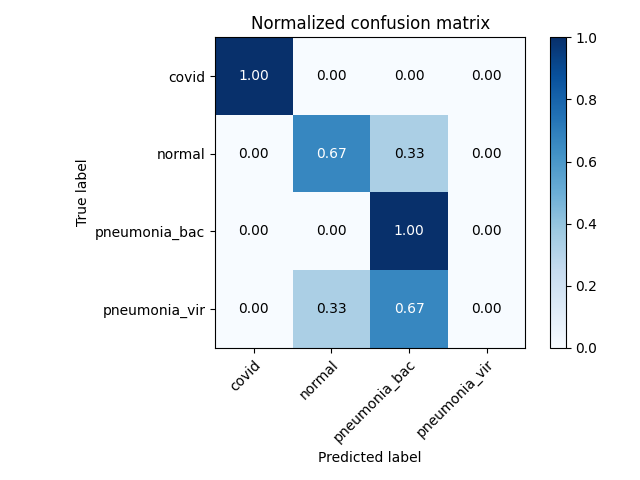 Normalized confusion matrix
True label
covid 1.00 0.00 0.00 0.00
normal 0.00 0.67 0.33 0.00
pneumonia_bac 0.00 0.00 1.00 0.00
pneumonia_vir 0.00 0.33 0.67 0.00
covid normal pneumonia_bac pneumonia_vir
Predicted label
1.0
0.8
0.6
0.4
0.2
0.0